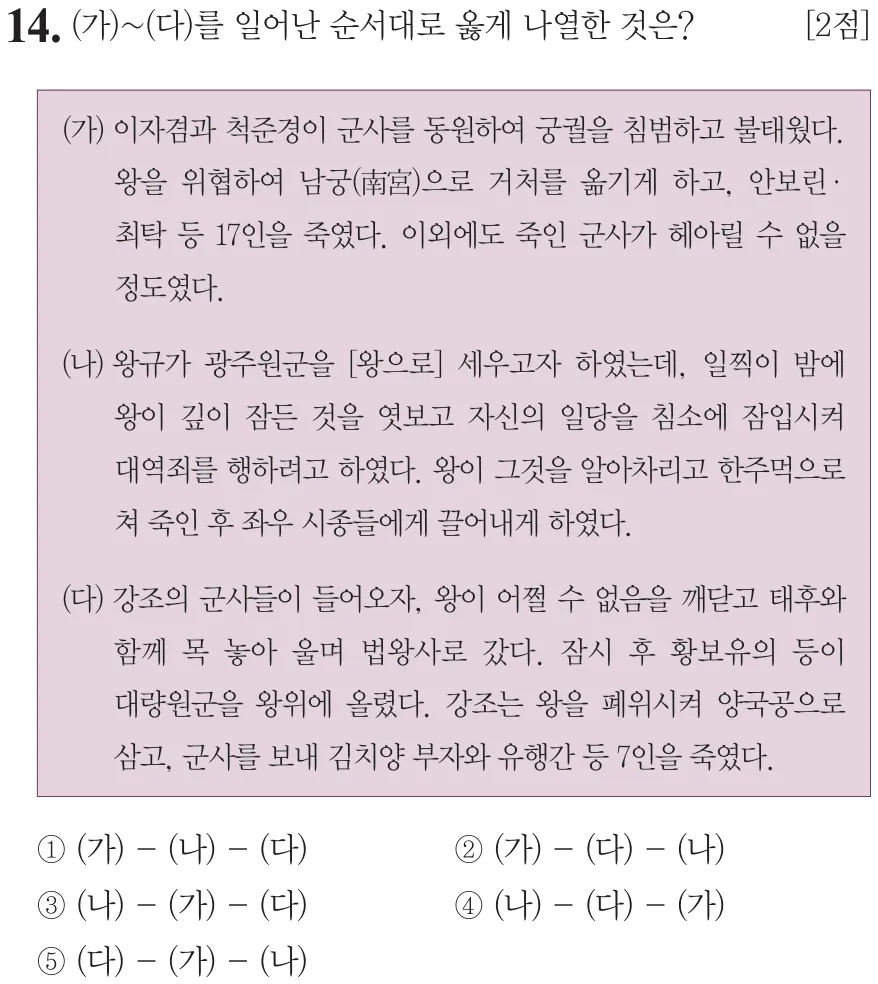 14. (가)~(다)를 일어난 순서대로 옳게 나열한 것은? [2점]
(가) 이자겸과 척준경이 군사를 동원하여 궁궐을 침범하고 불태웠다.
왕을 위협하여 남궁(南宮)으로 거처를 옮기게 하고, 안보린·
최탁 등 17인을 죽였다. 이외에도 죽인 군사가 헤아릴 수 없을
정도였다.
(나) 왕규가 광주원군을 [왕으로] 세우고자 하였는데, 일찍이 밤에
왕이 깊이 잠든 것을 엿보고 자신의 일당을 침소에 잠입시켜
대역죄를 행하려고 하였다. 왕이 그것을 알아차리고 한주먹으로
쳐 죽인 후 좌우 시종들에게 끌어내게 하였다.
(다) 강조의 군사들이 들어오자, 왕이 어쩔 수 없음을 깨닫고 태후와
함께 목 놓아 울며 법왕사로 갔다. 잠시 후 황보유의 등이
대량원군을 왕위에 올렸다. 강조는 왕을 폐위시켜 양국공으로
삼고, 군사를 보내 김치양 부자와 유행간 등 7인을 죽였다.
① (가) - (나) - (다) ② (가) - (다) - (나)
③ (나) - (가) - (다) ④ (나) - (다) - (가)
⑤ (다) - (가) - (나)